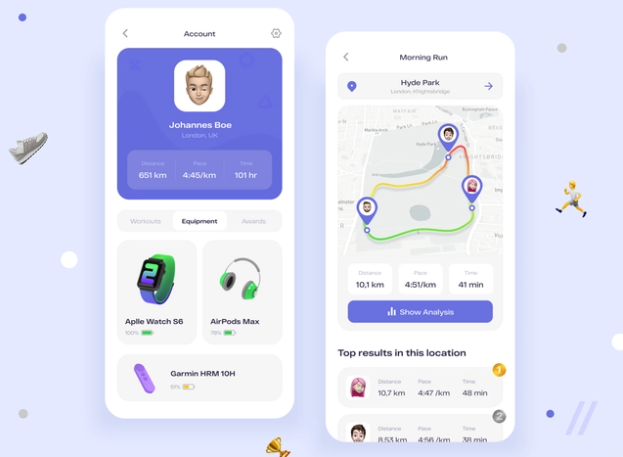 Account
Johannes Boe
London, UK
Distance Pace Time
651 km 4:45/km 101 hr
Workouts Equipment Awards
Aplle Watch S6
100%
AirPods Max
Garmin HRM 10H
Morning Run
Hyde Park
London, Knightsbridge
Hyde Park
Distance Pace Time
10,1 km 4:51/km 41 min
Show Analysis
Top results in this location
1
Distance Pace Time
10,7 km 4:47 /km 48 min
2
Distance Pace Time
8,53 km 4:56 /km 38 min